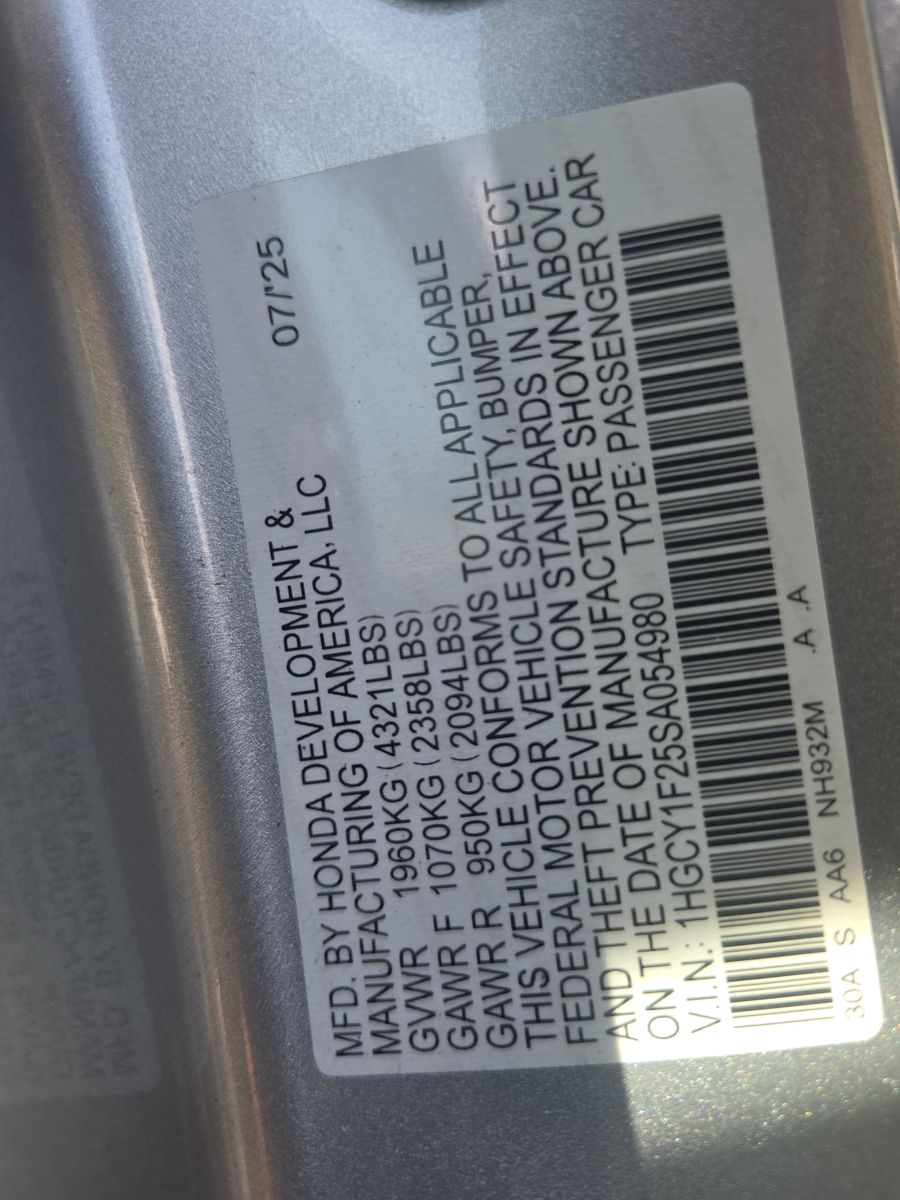 MFD. BY HONDA DEVELOPMENT & 07/'25
MANUFACTURING OF AMERICA, LLC
GVWR 1960KG (4321LBS)
GAWR F 1070KG (2358LBS)
GAWR R 950KG (2094LBS)
THIS VEHICLE CONFORMS TO ALL APPLICABLE
FEDERAL MOTOR VEHICLE SAFETY, BUMPER,
AND THEFT PREVENTION STANDARDS IN EFFECT
ON THE DATE OF MANUFACTURE SHOWN ABOVE.
V.I.N.: 1HGCY1F25SA054980 TYPE: PASSENGER CAR
30A S AA6 NH932M .A .A